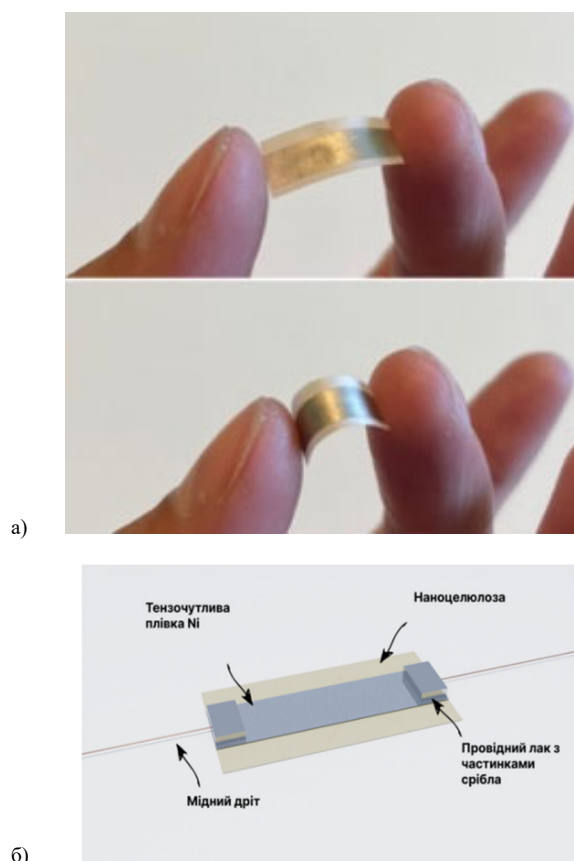 а)
Тензочутлива
плівка Ni
Наноцелюлоза
Провідний лак з
частинками
срібла
Мідний дріт
б)